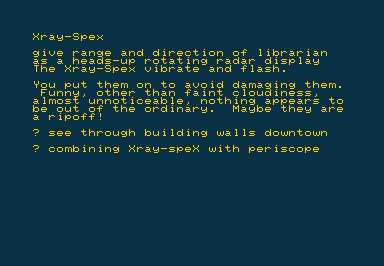 Xray-Spex
give range and direction of librarian
as a heads-up rotating radar display
The Xray-Spex vibrate and flash.
You put them on to avoid damaging them.
Funny, other than faint cloudiness,
almost unnoticeable, nothing appears to
be out of the ordinary.  Maybe they are
a ripoff!
? see through building walls downtown
? combining Xray-speX with periscope